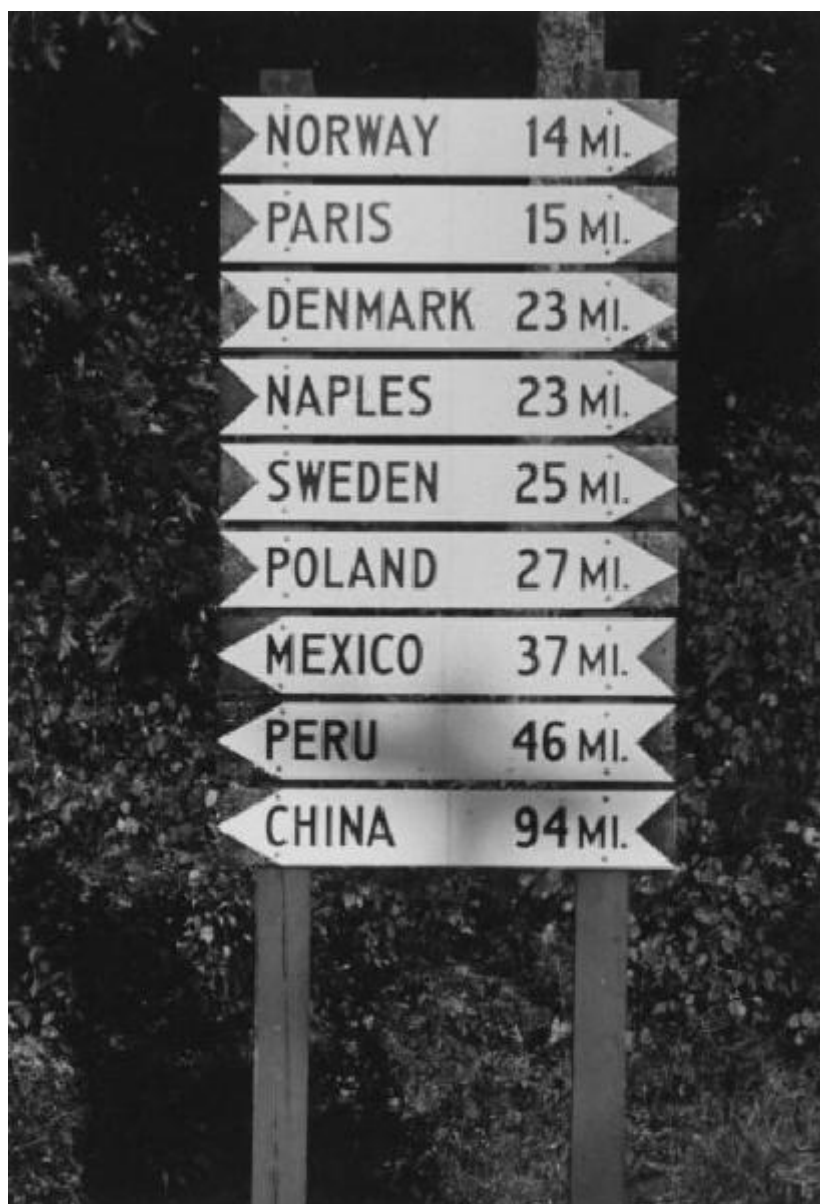 NORWAY 14 MI.
PARIS 15 MI.
DENMARK 23 MI.
NAPLES 23 MI.
SWEDEN 25 MI.
POLAND 27 MI.
MEXICO 37 MI.
PERU 46 MI.
CHINA 94 MI.